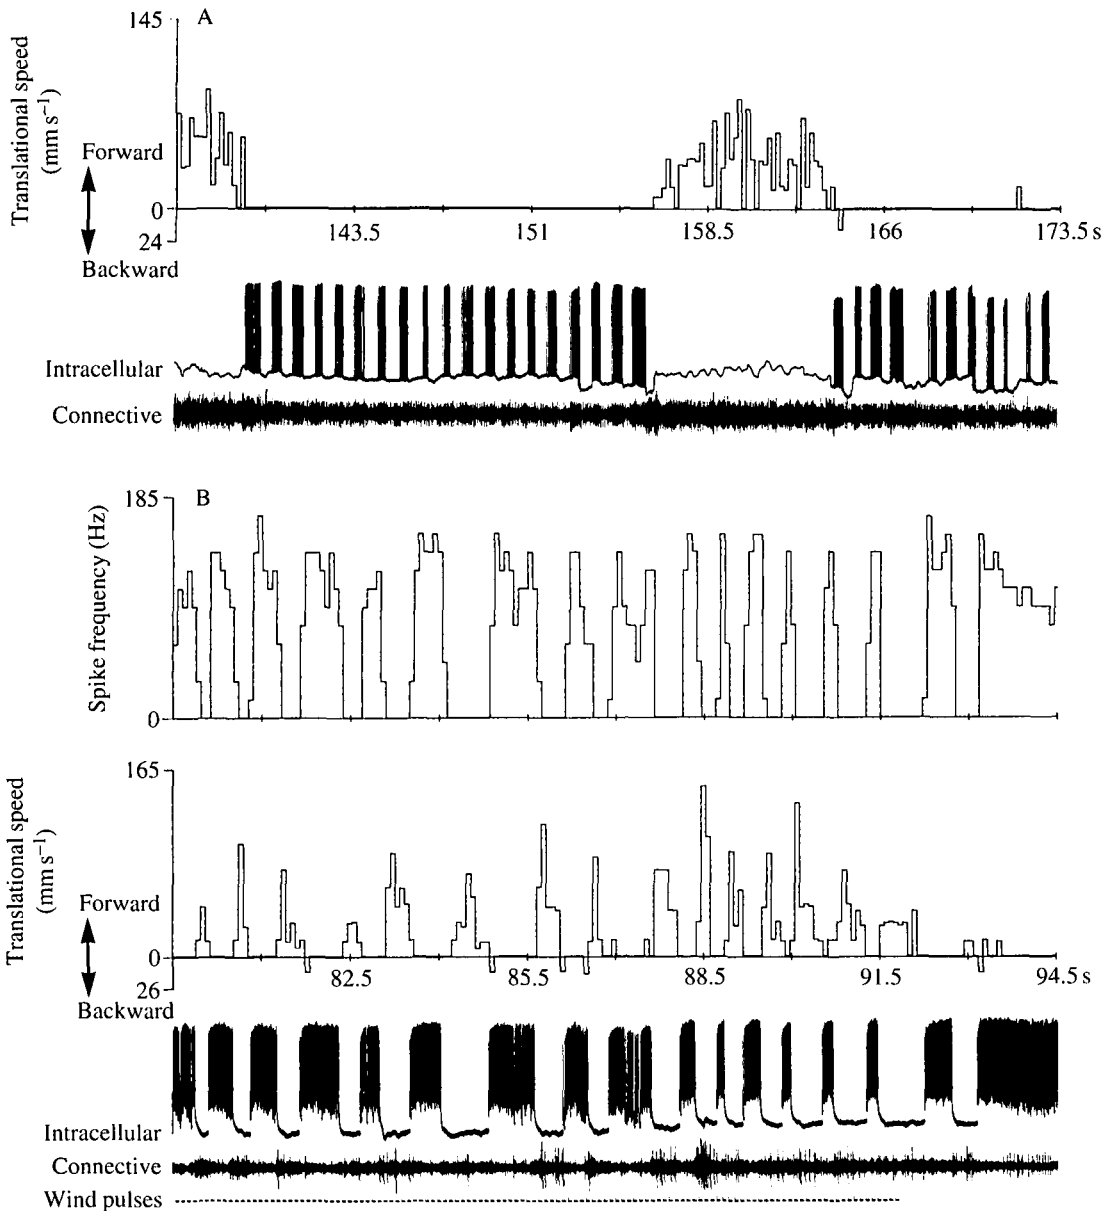 145
A
Translational speed
(mm s⁻¹)
Forward
0
24
Backward
143.5
151
158.5
166
173.5 s
Intracellular
Connective
185
B
Spike frequency (Hz)
0
165
Translational speed
(mm s⁻¹)
Forward
0
26
Backward
82.5
85.5
88.5
91.5
94.5 s
Intracellular
Connective
Wind pulses